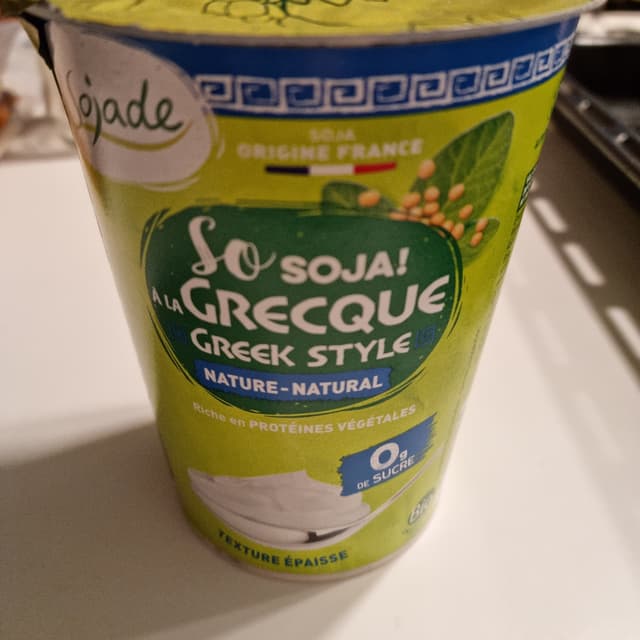 Sojade
SOJA
ORIGINE FRANCE
So SOJA!
À LA GRECQUE
GREEK STYLE
NATURE-NATURAL
Riche en PROTÉINES VÉGÉTALES
0g
DE SUCRE
TEXTURE ÉPAISSE